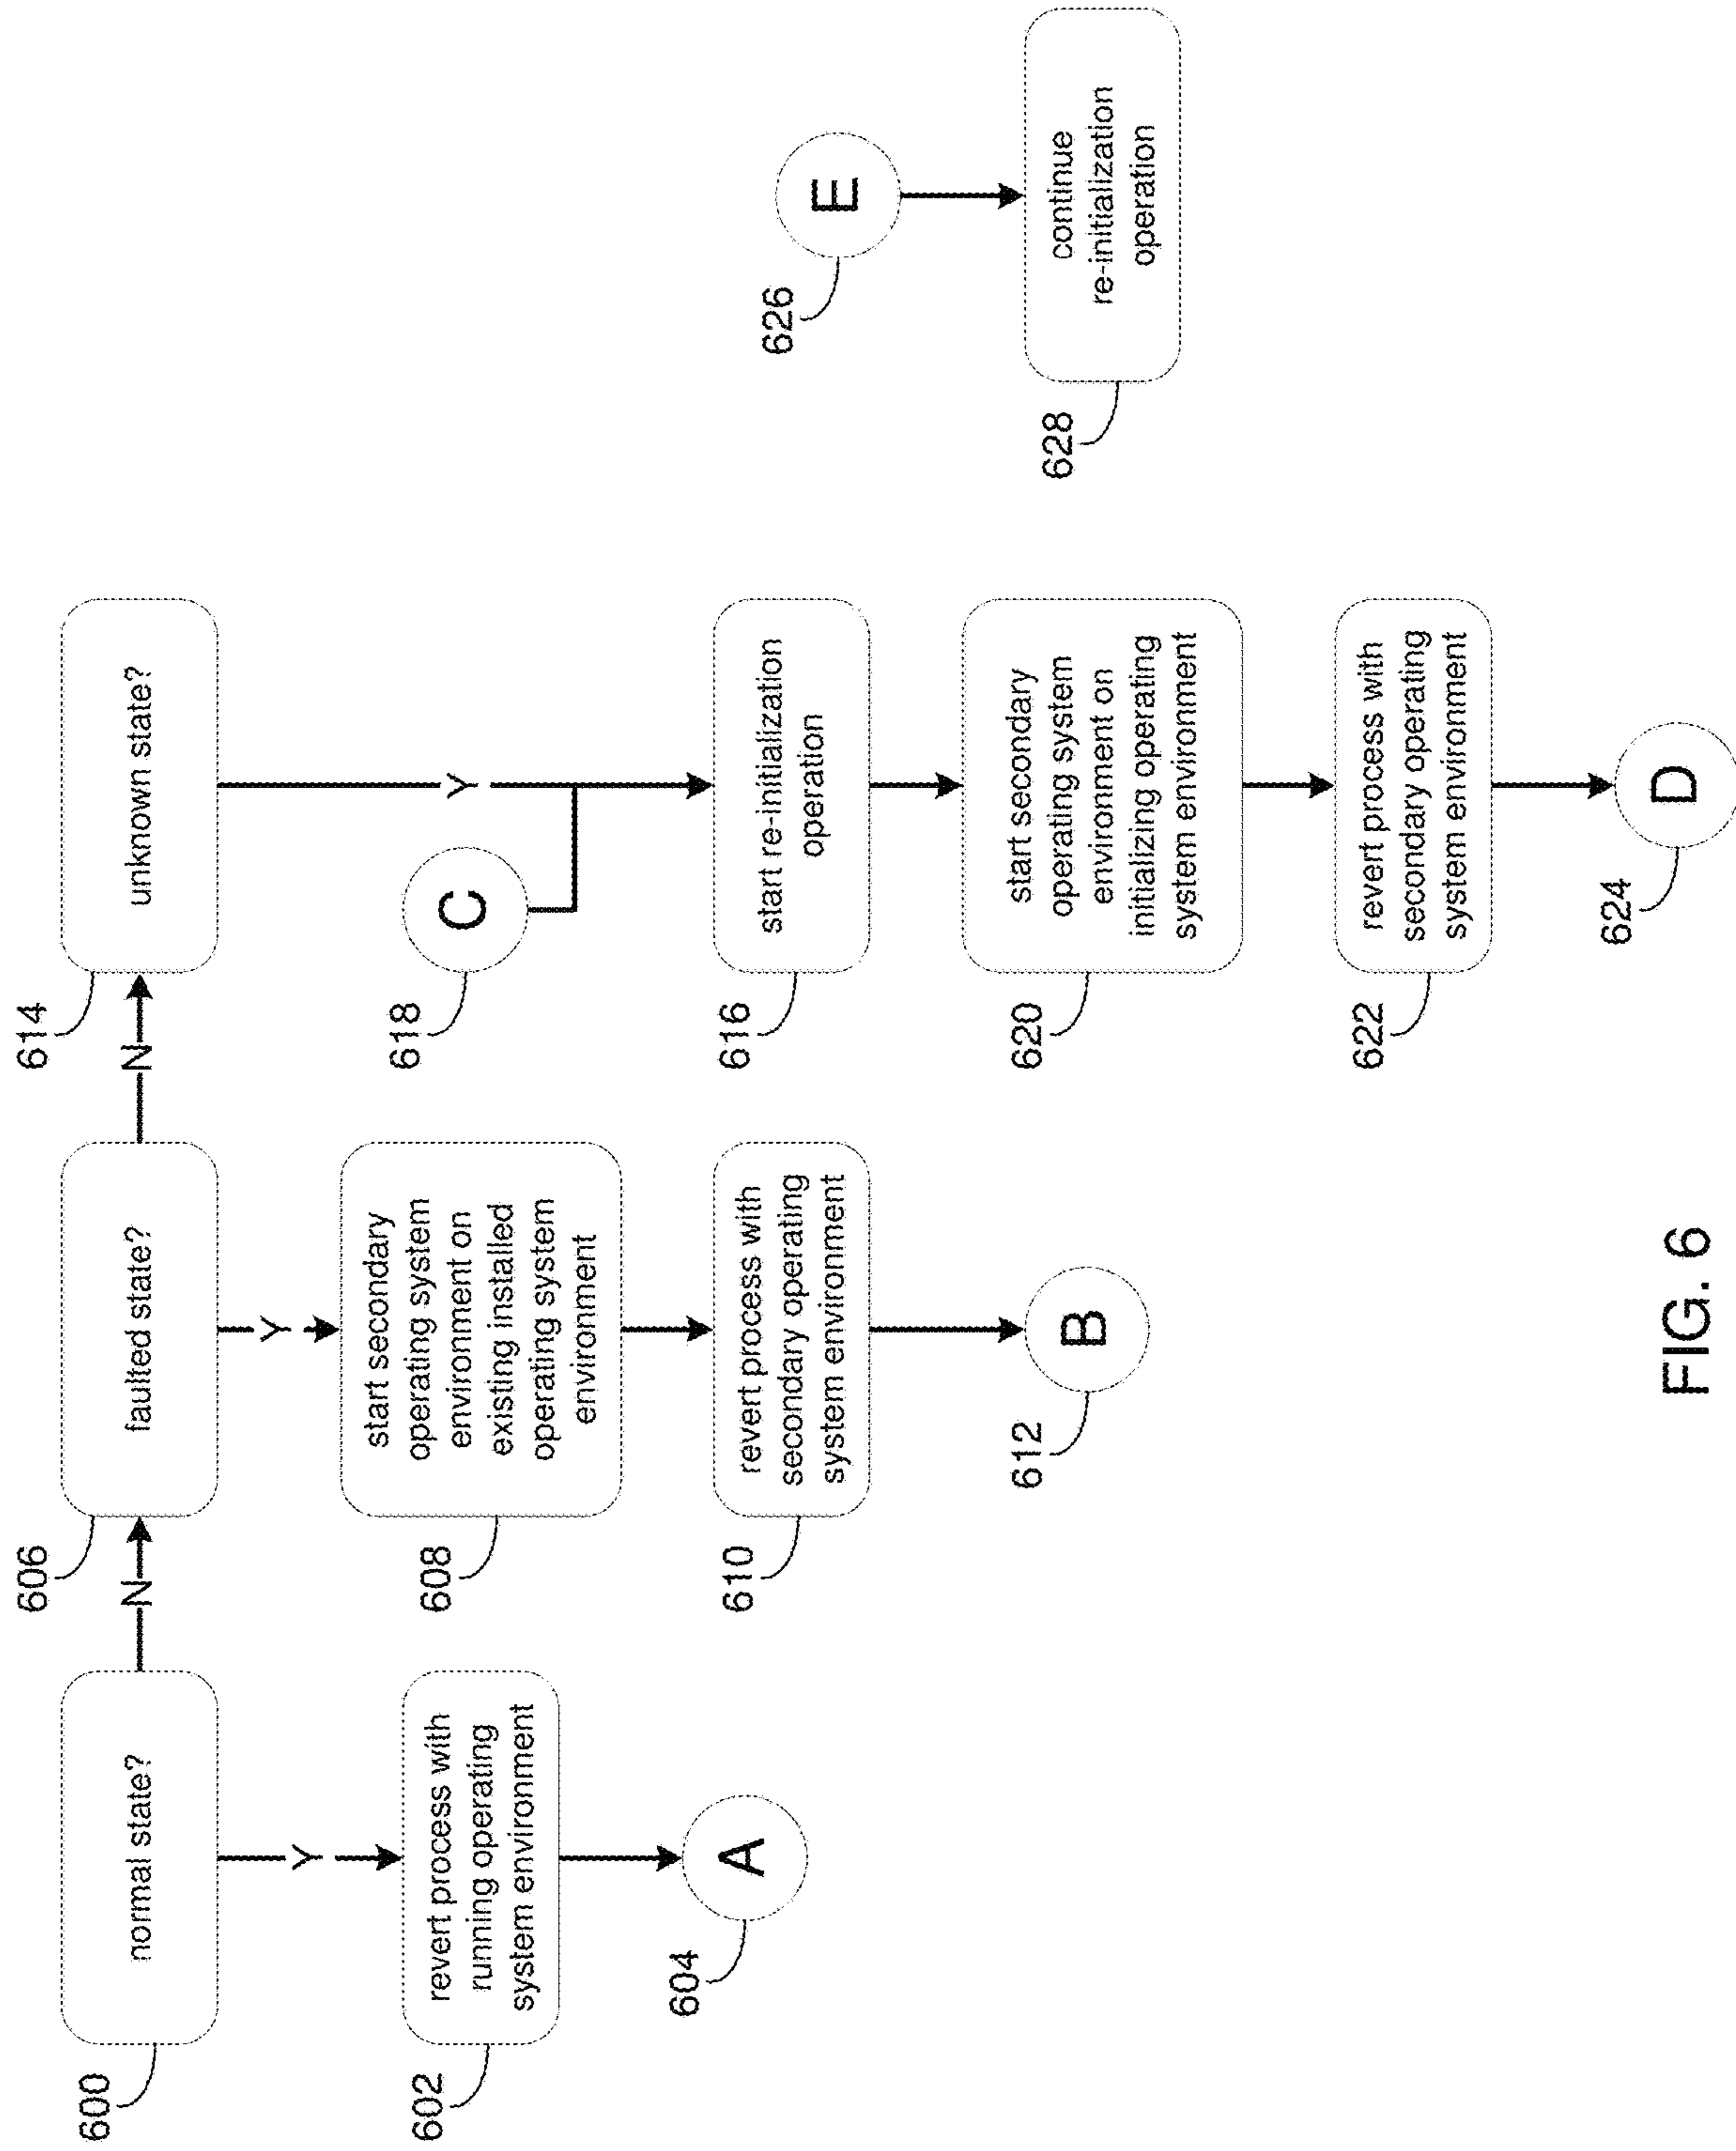 600
normal state?
Y
602
revert process with
running operating
system environment
604
A
N
606
faulted state?
Y
608
start secondary
operating system
environment on
existing installed
operating system
environment
610
revert process with
secondary operating
system environment
612
B
N
614
unknown state?
Y
618
C
616
start re-initialization
operation
620
start secondary
operating system
environment on
initializing operating
system environment
622
revert process with
secondary operating
system environment
624
D
626
E
628
continue
re-initialization
operation
FIG. 6